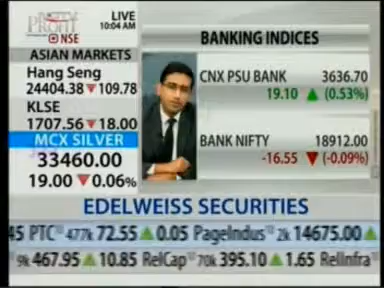 NDTV
PROFIT
NSE
LIVE
10:04 AM
ASIAN MARKETS
Hang Seng
24404.38 ▼ 109.78
KLSE
1707.56 ▼ 18.00
MCX SILVER
33460.00
19.00 ▼ 0.06%
BANKING INDICES
CNX PSU BANK 3636.70
19.10 ▲ (0.53%)
BANK NIFTY 18912.00
-16.55 ▼ (-0.09%)
EDELWEISS SECURITIES
45 PTC 477k 72.55 ▲ 0.05 PageIndus 2k 14675.00 ▲
9k 467.95 ▲ 10.85 RelCap 70k 395.10 ▲ 1.65 RelInfra